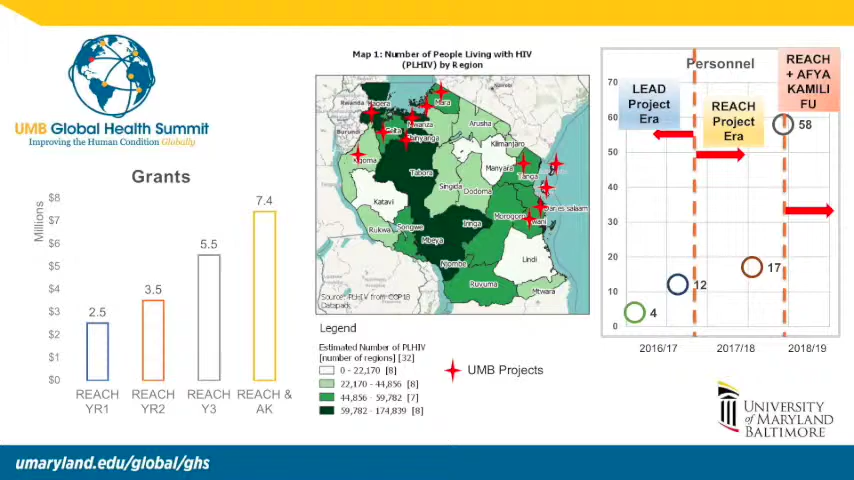 UMB Global Health Summit
Improving the Human Condition Globally
Grants
Millions
$8
$7
$6
$5
$4
$3
$2
$1
$0
2.5
3.5
5.5
7.4
REACH YR1
REACH YR2
REACH Y3
REACH & AK
Map 1: Number of People Living with HIV
(PLHIV) by Region
Rwanda
Kagera
Mara
Mwanza
Arusha
Burundi
Geita
Shinyanga
Kilimanjaro
Kigoma
Manyara
Tanga
Tabora
Singida
Dodoma
Katavi
Dar es salaam
Morogoro
Pwani
Rukwa
Songwe
Iringa
Mbeya
Lindi
Njombe
Ruvuma
Mtwara
Source: PLHIV from COP18
Datapack
Legend
Estimated Number of PLHIV
[number of regions] [32]
0 - 22,170 [8]
22,170 - 44,856 [8]
44,856 - 59,782 [7]
59,782 - 174,839 [8]
UMB Projects
Personnel
LEAD
Project
Era
REACH
Project
Era
REACH
+ AFYA
KAMILI
FU
70
60
50
40
30
20
10
0
4
12
17
58
2016/17
2017/18
2018/19
UNIVERSITY
of MARYLAND
BALTIMORE
umaryland.edu/global/ghs